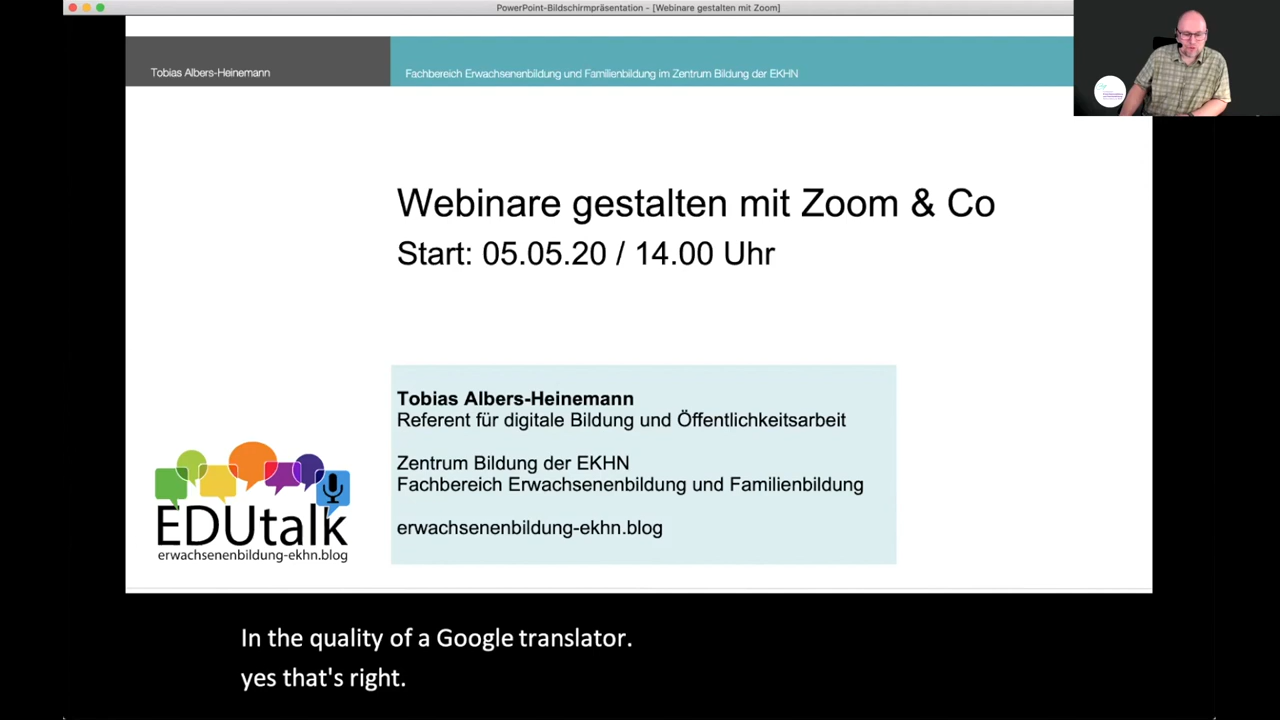 PowerPoint-Bildschirmpräsentation - [Webinare gestalten mit Zoom]
Tobias Albers-Heinemann
Fachbereich Erwachsenenbildung und Familienbildung im Zentrum Bildung der EKHN
Webinare gestalten mit Zoom & Co
Start: 05.05.20 / 14.00 Uhr
Tobias Albers-Heinemann
Referent für digitale Bildung und Öffentlichkeitsarbeit
Zentrum Bildung der EKHN
Fachbereich Erwachsenenbildung und Familienbildung
erwachsenenbildung-ekhn.blog
EDUtalk
erwachsenenbildung-ekhn.blog
In the quality of a Google translator.
yes that's right.